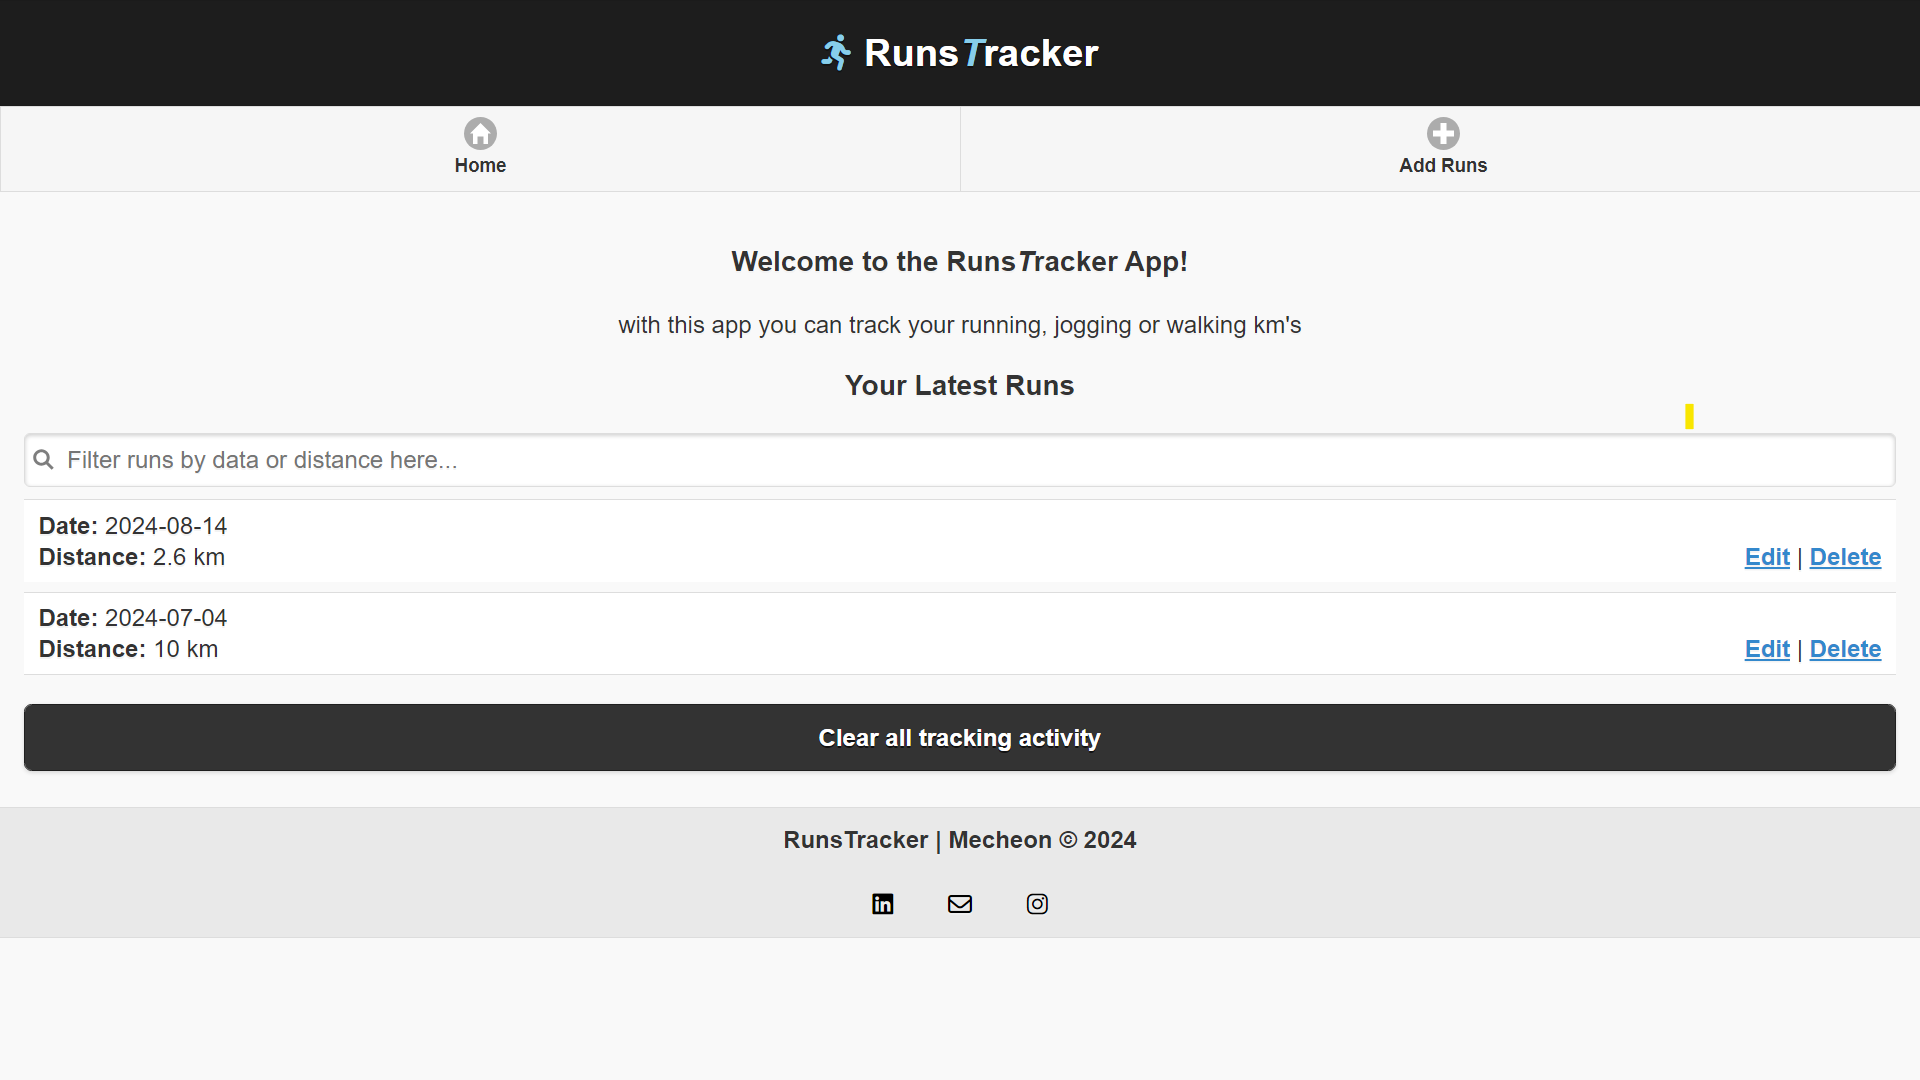 RunsTracker
Home
Add Runs
Welcome to the RunsTracker App!
with this app you can track your running, jogging or walking km's
Your Latest Runs
Filter runs by data or distance here...
Date: 2024-08-14
Distance: 2.6 km
Edit | Delete
Date: 2024-07-04
Distance: 10 km
Edit | Delete
Clear all tracking activity
RunsTracker | Mecheon © 2024